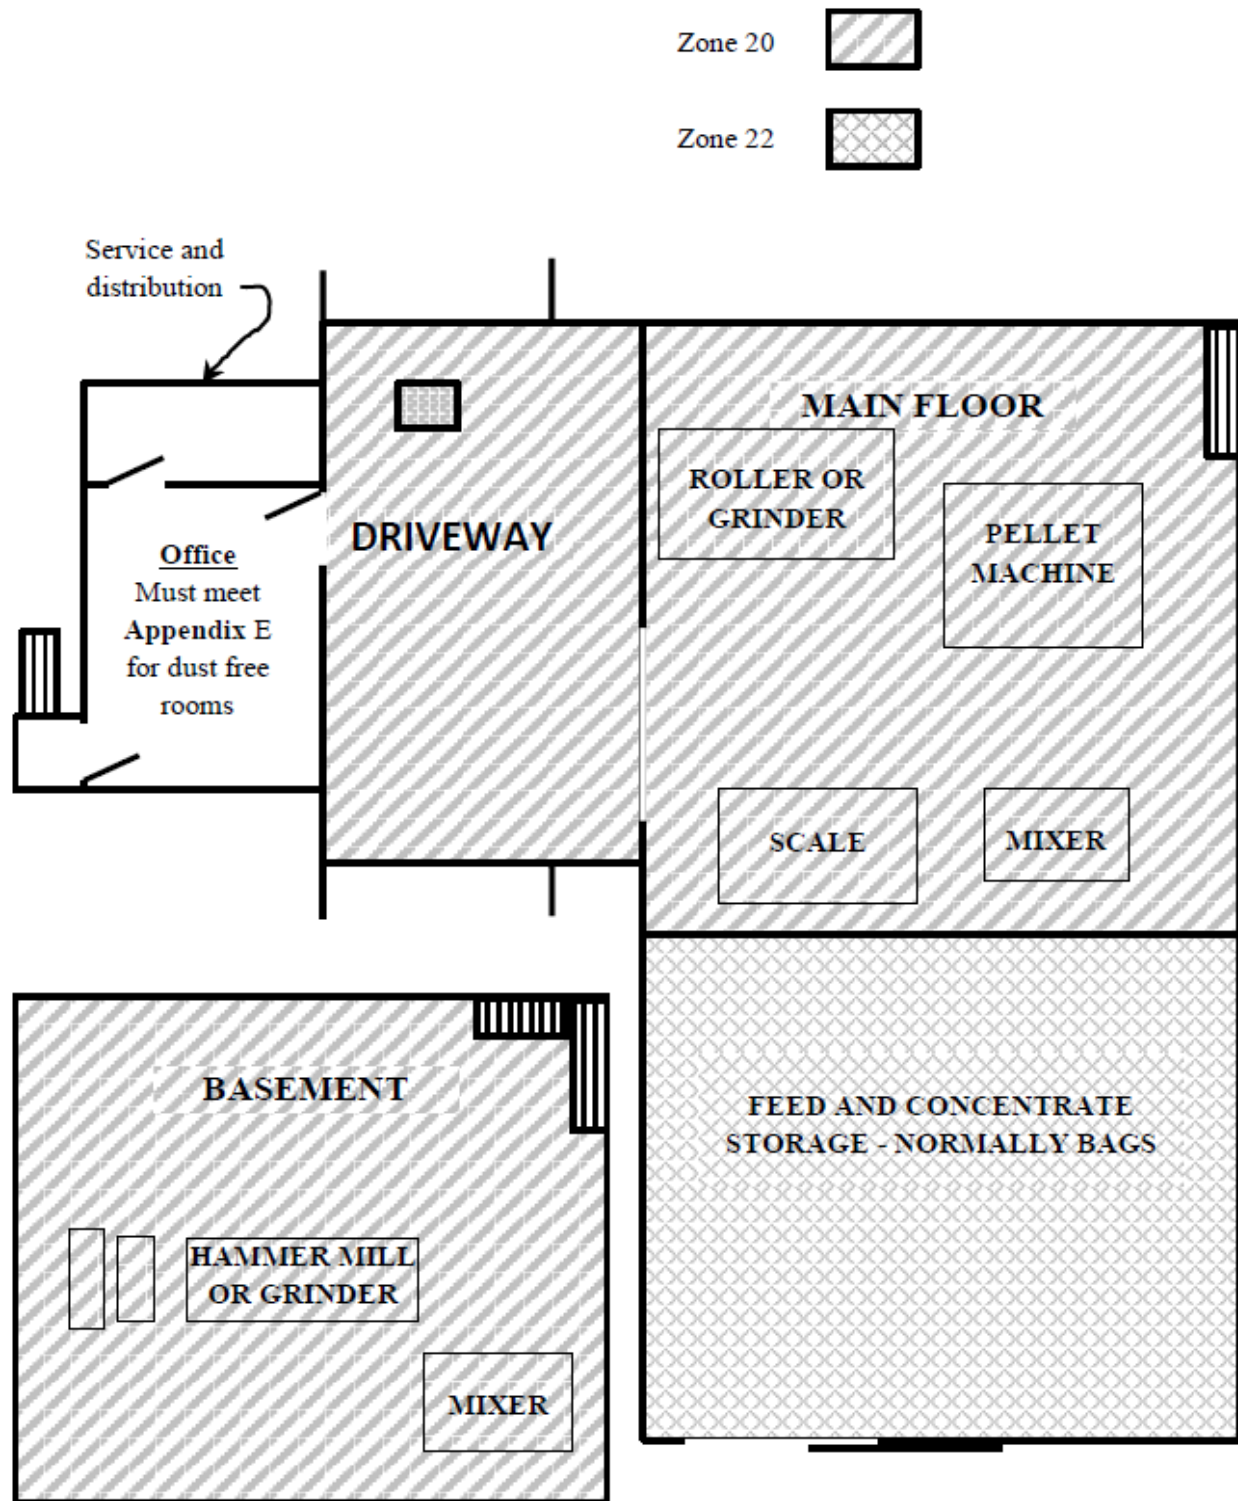 Zone 20
Zone 22
Service and
distribution
MAIN FLOOR
ROLLER OR
GRINDER
PELLET
MACHINE
DRIVEWAY
Office
Must meet
Appendix E
for dust free
rooms
SCALE
MIXER
BASEMENT
FEED AND CONCENTRATE
STORAGE - NORMALLY BAGS
HAMMER MILL
OR GRINDER
MIXER